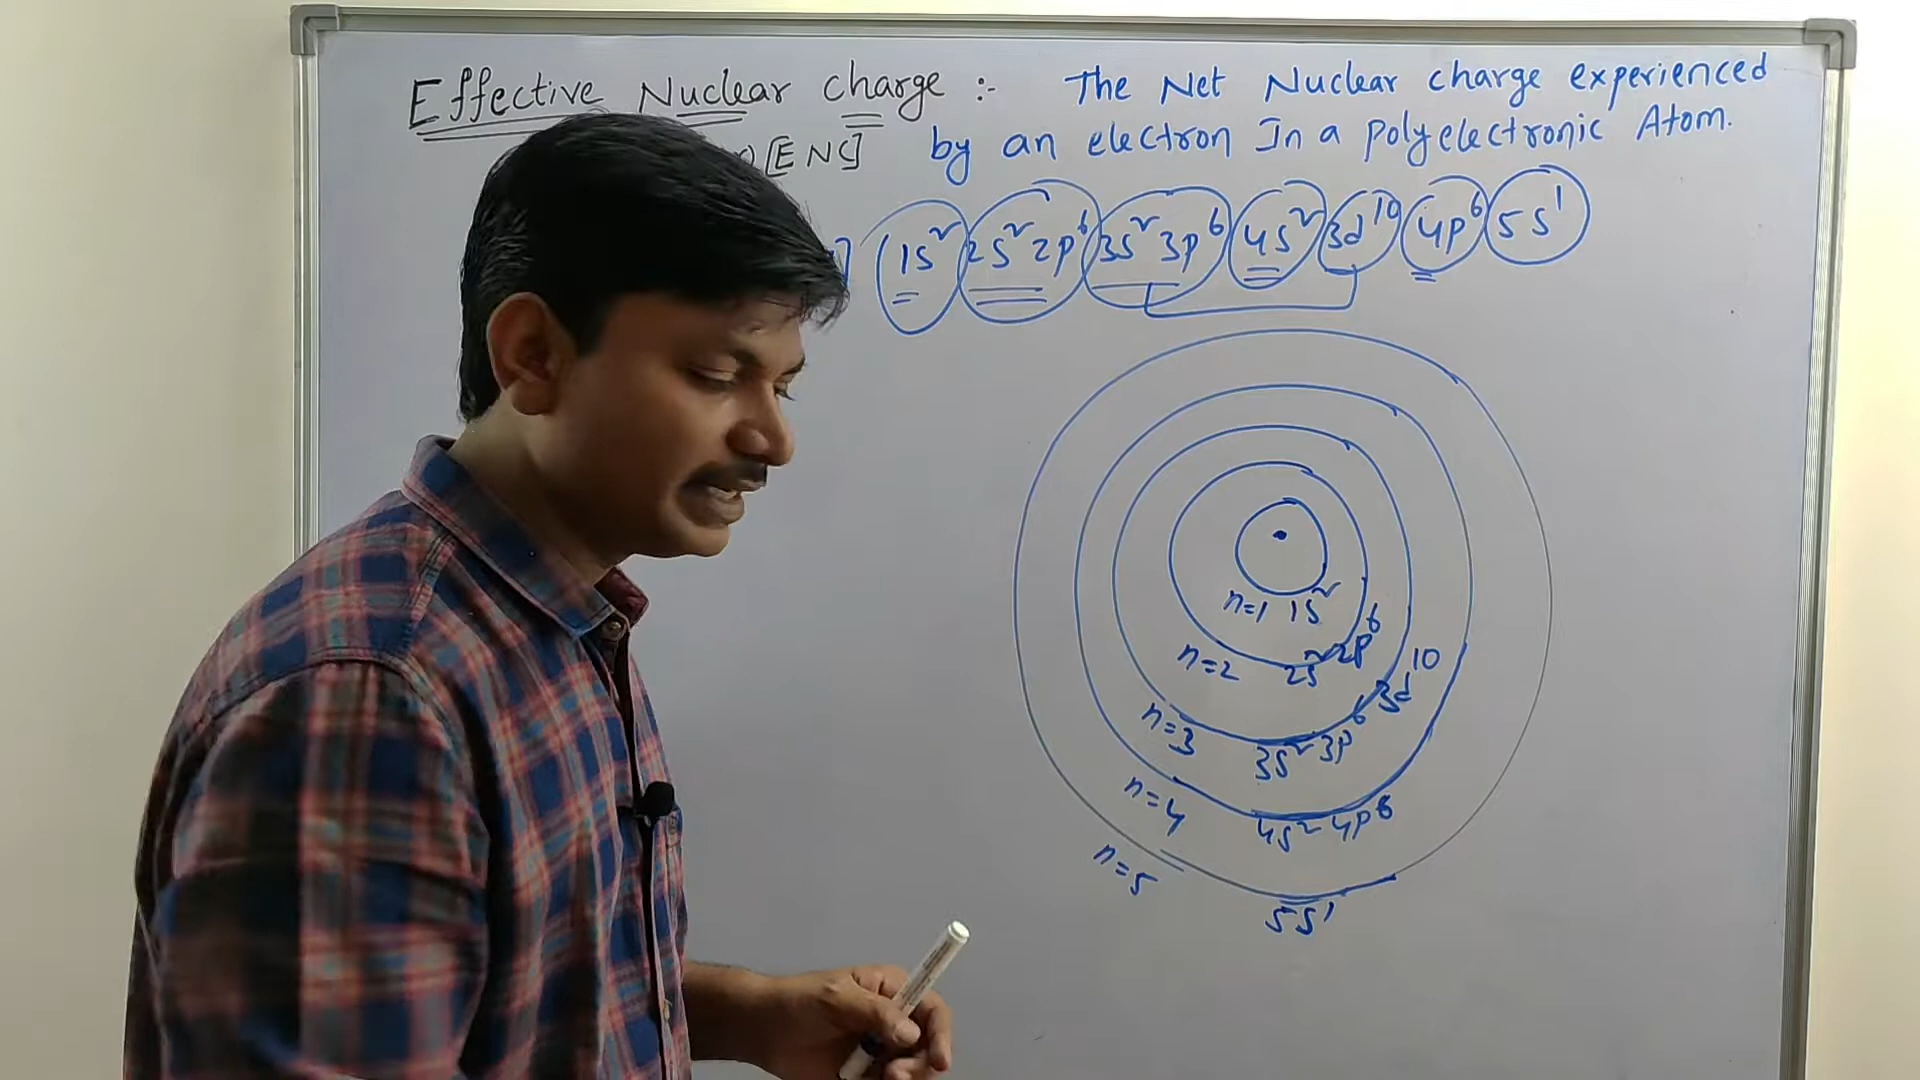 Effective Nuclear charge :- The Net Nuclear charge experienced
[ENC] by an electron In a polyelectronic Atom.
1s² 2s² 2p⁶ 3s² 3p⁶ 4s² 3d¹⁰ 4p⁶ 5s¹
n=1 1s²
n=2 2s² 2p⁶
n=3 3s² 3p⁶ 3d¹⁰
n=4 4s² 4p⁶
n=5 5s¹